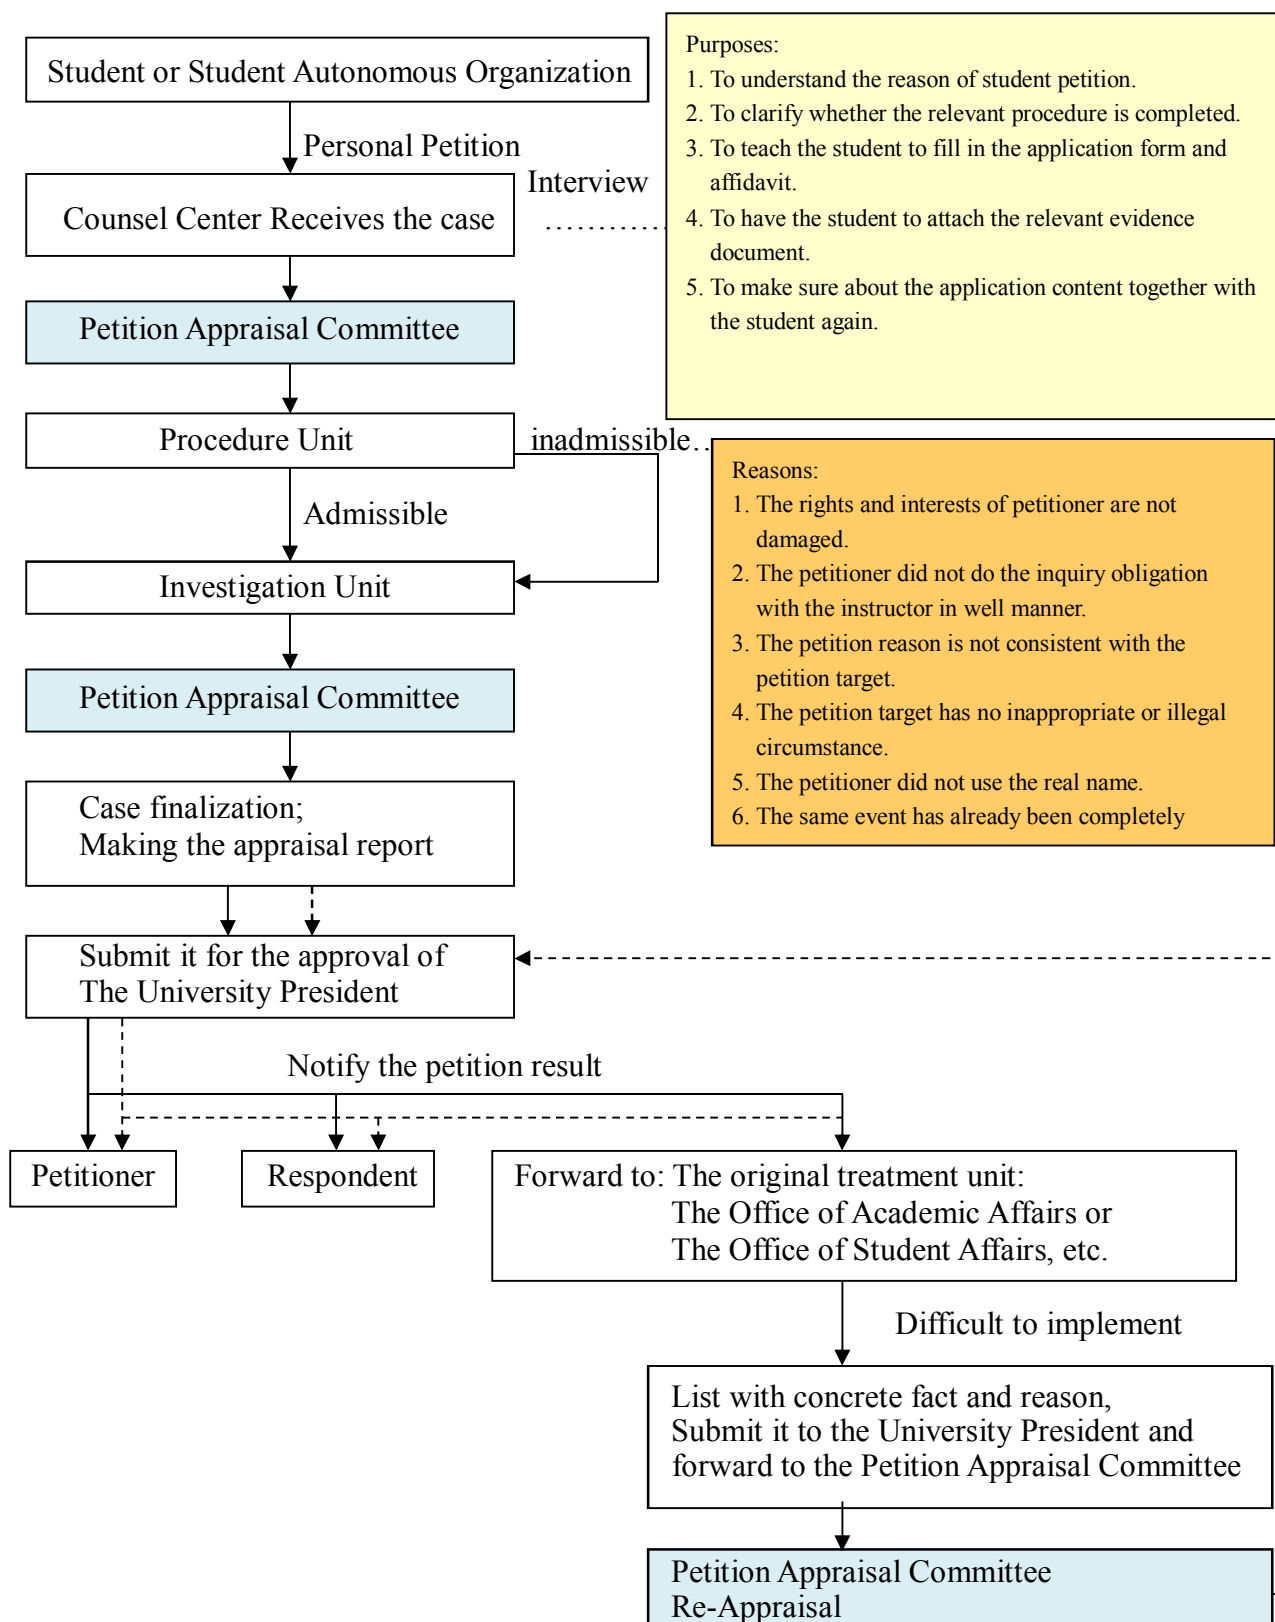 Student or Student Autonomous Organization
Personal Petition
Interview
Counsel Center Receives the case
Purposes:
1. To understand the reason of student petition.
2. To clarify whether the relevant procedure is completed.
3. To teach the student to fill in the application form and
affidavit.
4. To have the student to attach the relevant evidence
document.
5. To make sure about the application content together with
the student again.
Petition Appraisal Committee
Procedure Unit
inadmissible
Admissible
Reasons:
1. The rights and interests of petitioner are not
damaged.
2. The petitioner did not do the inquiry obligation
with the instructor in well manner.
3. The petition reason is not consistent with the
petition target.
4. The petition target has no inappropriate or illegal
circumstance.
5. The petitioner did not use the real name.
6. The same event has already been completely
Investigation Unit
Petition Appraisal Committee
Case finalization;
Making the appraisal report
Submit it for the approval of
The University President
Notify the petition result
Petitioner
Respondent
Forward to: The original treatment unit:
The Office of Academic Affairs or
The Office of Student Affairs, etc.
Difficult to implement
List with concrete fact and reason,
Submit it to the University President and
forward to the Petition Appraisal Committee
Petition Appraisal Committee
Re-Appraisal